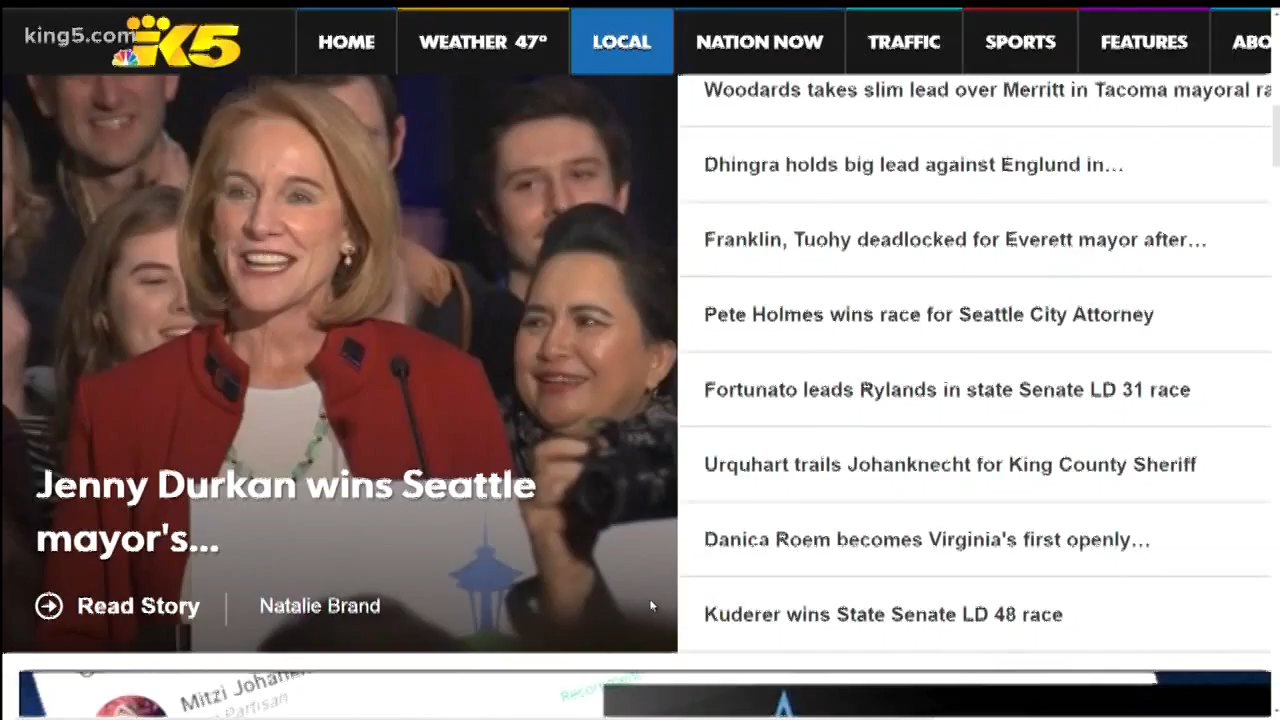 king5.com
K5
HOME
WEATHER 47°
LOCAL
NATION NOW
TRAFFIC
SPORTS
FEATURES
Woodards takes slim lead over Merritt in Tacoma mayoral
Dhingra holds big lead against Englund in...
Franklin, Tuohy deadlocked for Everett mayor after...
Pete Holmes wins race for Seattle City Attorney
Fortunato leads Rylands in state Senate LD 31 race
Urquhart trails Johanknecht for King County Sheriff
Danica Roem becomes Virginia's first openly...
Kuderer wins State Senate LD 48 race
Jenny Durkan wins Seattle
mayor's...
Read Story
Natalie Brand
Mitzi
Partisan